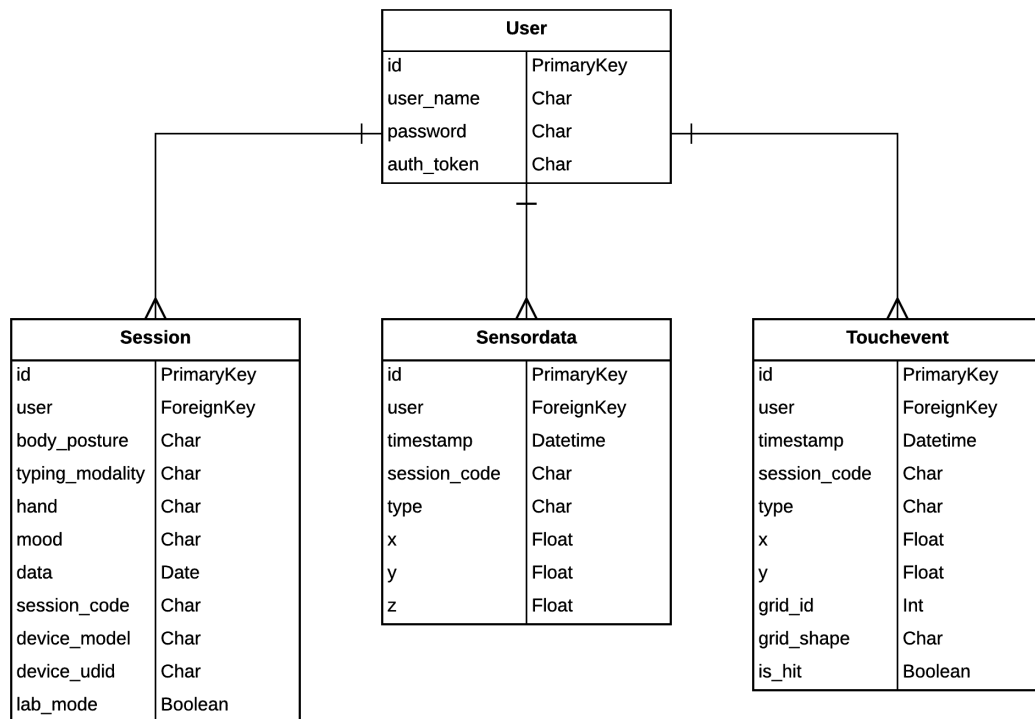 User
id PrimaryKey
user_name Char
password Char
auth_token Char
Session
id PrimaryKey
user ForeignKey
body_posture Char
typing_modality Char
hand Char
mood Char
data Date
session_code Char
device_model Char
device_udid Char
lab_mode Boolean
Sensordata
id PrimaryKey
user ForeignKey
timestamp Datetime
session_code Char
type Char
x Float
y Float
z Float
Touchevent
id PrimaryKey
user ForeignKey
timestamp Datetime
session_code Char
type Char
x Float
y Float
grid_id Int
grid_shape Char
is_hit Boolean